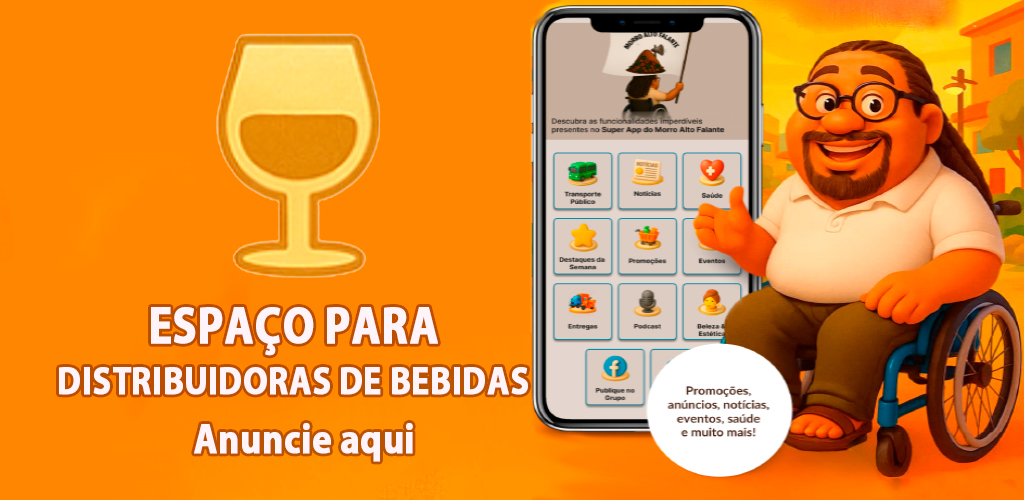 ESPAÇO PARA
DISTRIBUIDORAS DE BEBIDAS
Anuncie aqui
MORRO ALTO FALANTE
Descubra as funcionalidades imperdíveis
presentes no Super App do Morro Alto Falante
Transporte
Público
NOTÍCIAS
Notícias
Saúde
Destaques da
Semana
Promoções
Eventos
Entregas
Podcast
Beleza &
Estética
Publique no
Grupo
Promoções,
anúncios, notícias,
eventos, saúde
e muito mais!